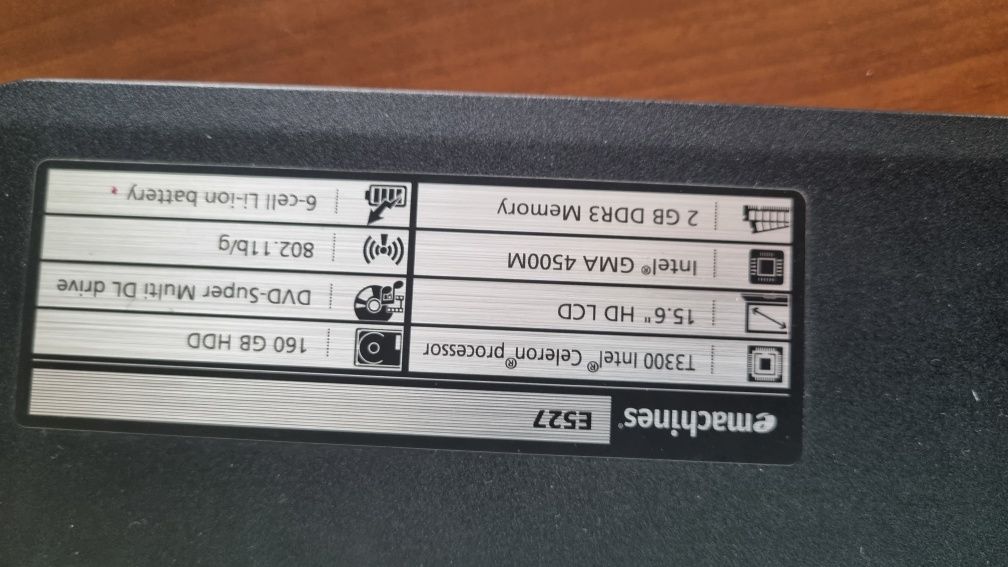 emachines® E527
T3300 Intel® Celeron® processor
15.6" HD LCD
Intel® GMA 4500M
2 GB DDR3 Memory
160 GB HDD
DVD-Super Multi DL drive
802.11b/g
6-cell Li-ion battery *